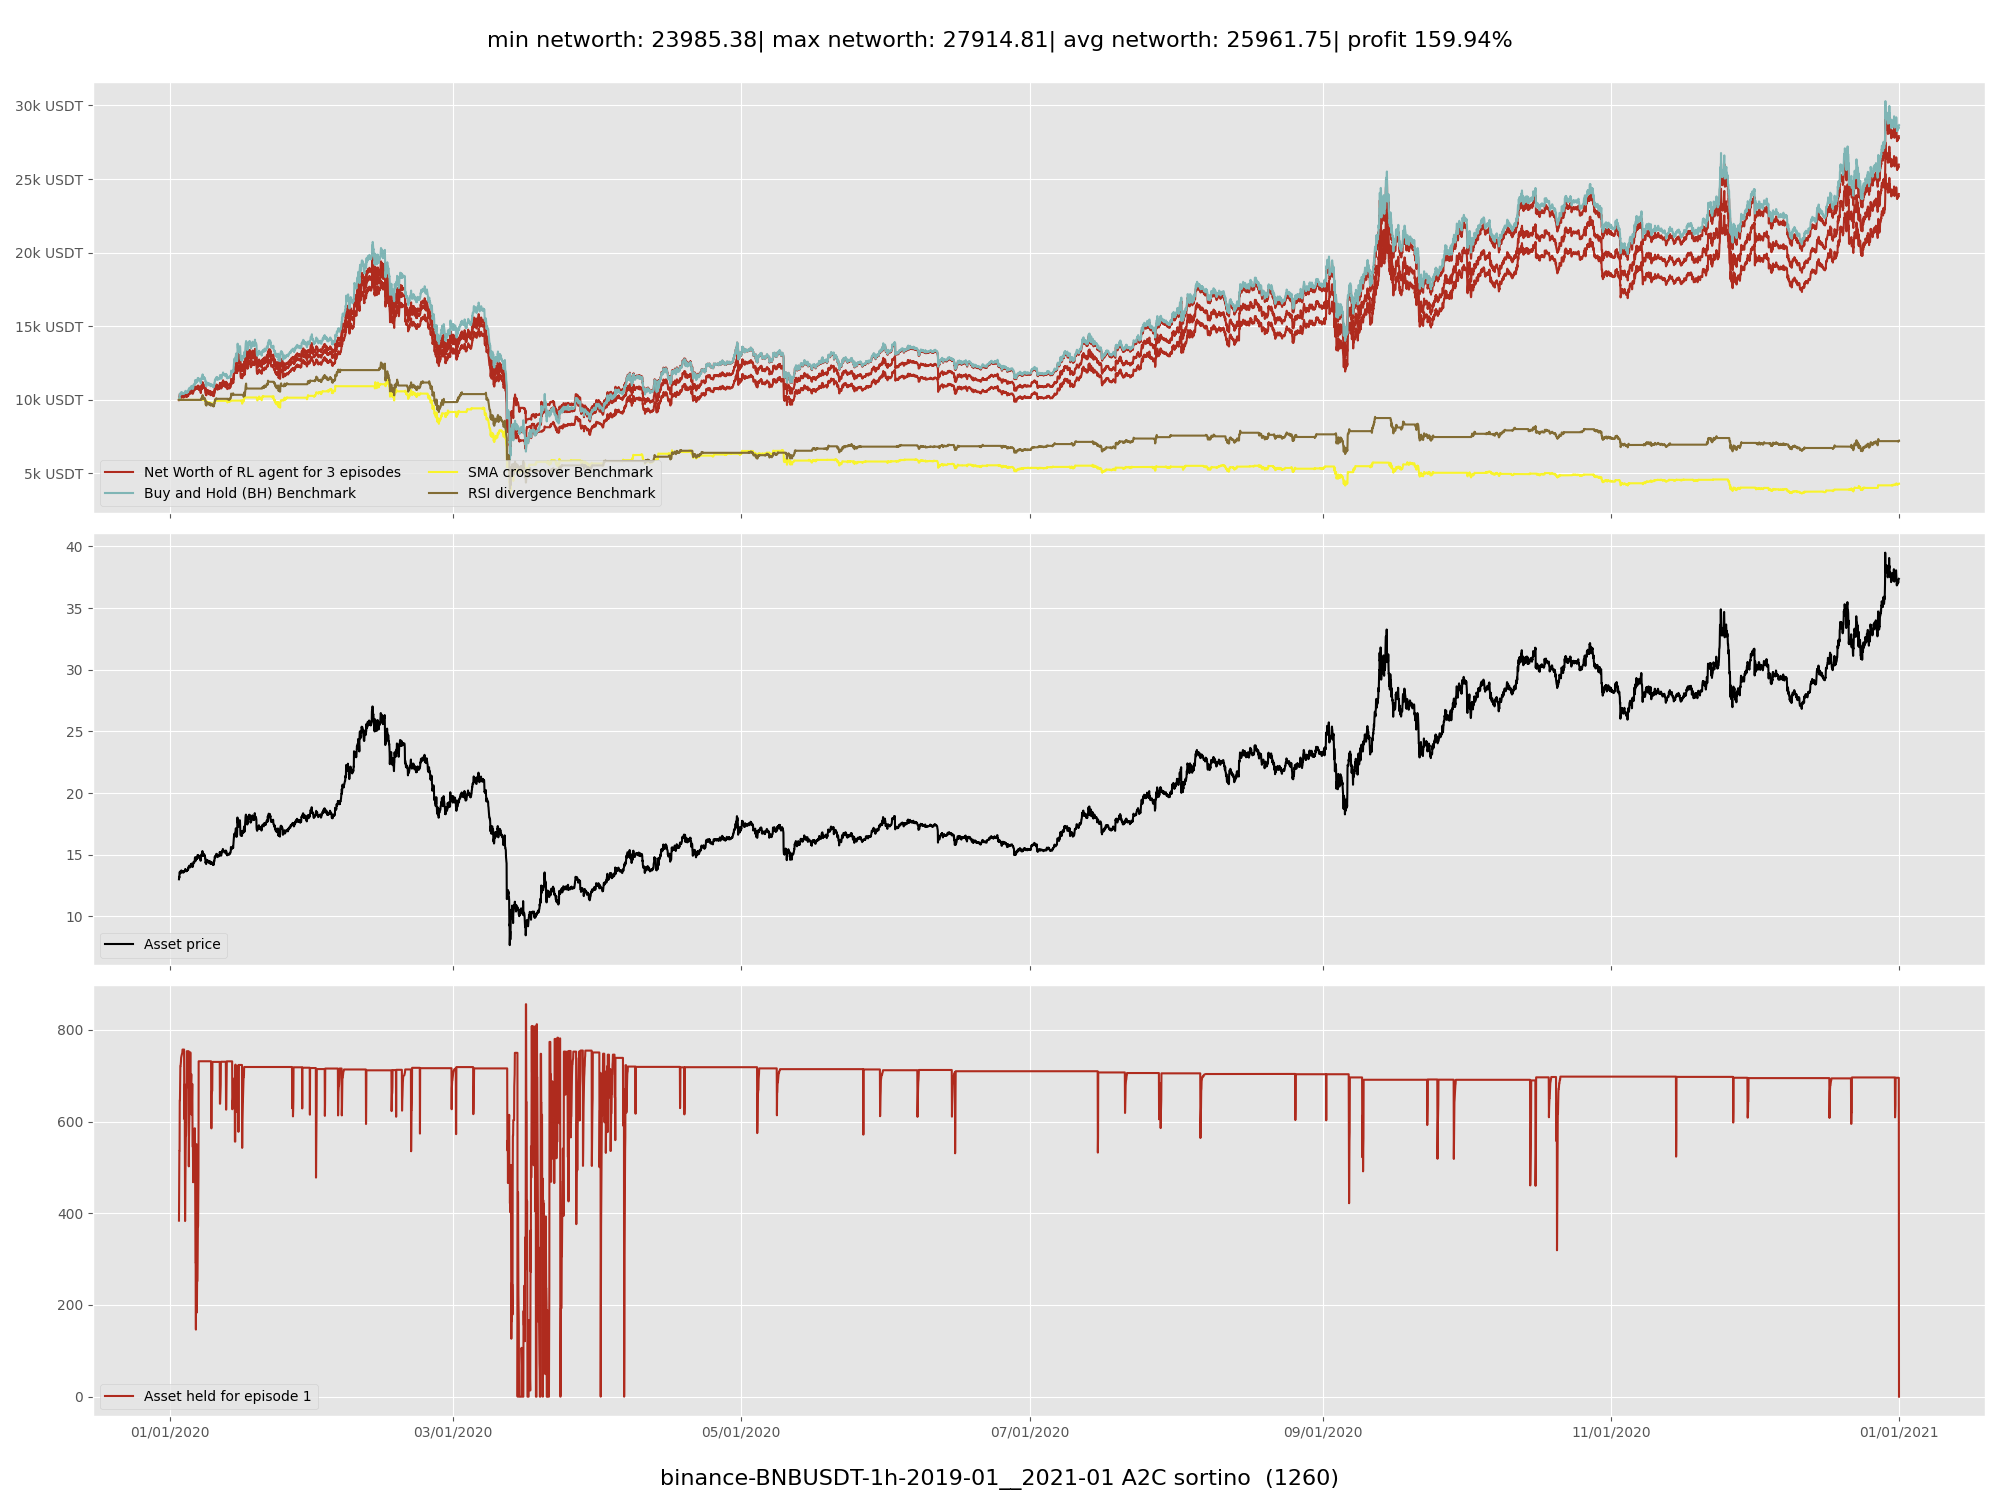 min networth: 23985.38| max networth: 27914.81| avg networth: 25961.75| profit 159.94%
30k USDT
25k USDT
20k USDT
15k USDT
10k USDT
5k USDT
Net Worth of RL agent for 3 episodes
Buy and Hold (BH) Benchmark
SMA crossover Benchmark
RSI divergence Benchmark
40
35
30
25
20
15
10
Asset price
800
600
400
200
0
Asset held for episode 1
01/01/2020 03/01/2020 05/01/2020 07/01/2020 09/01/2020 11/01/2020 01/01/2021
binance-BNBUSDT-1h-2019-01__2021-01 A2C sortino  (1260)